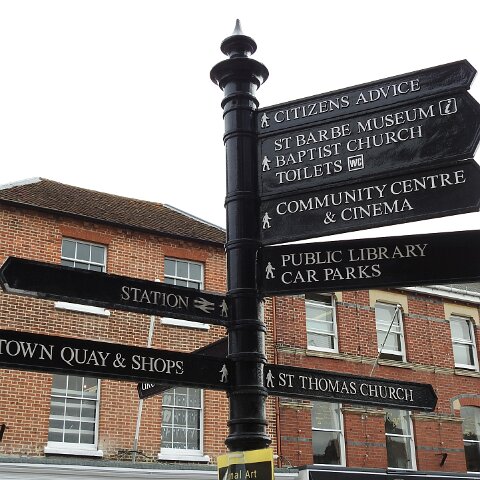 CITIZENS ADVICE
ST BARBE MUSEUM i
BAPTIST CHURCH
TOILETS WC
COMMUNITY CENTRE
& CINEMA
PUBLIC LIBRARY
CAR PARKS
STATION
TOWN QUAY & SHOPS
ST THOMAS CHURCH
Art